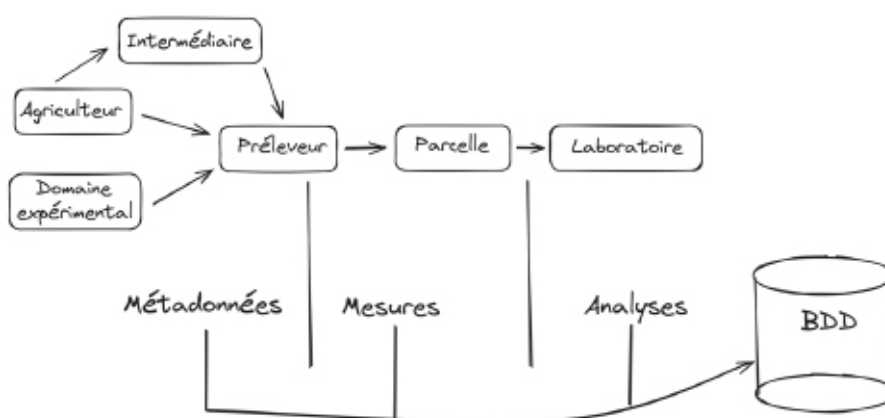 Intermédiaire
Agriculteur
Préleveur
Parcelle
Laboratoire
Domaine
expérimental
Métadonnées
Mesures
Analyses
BDD